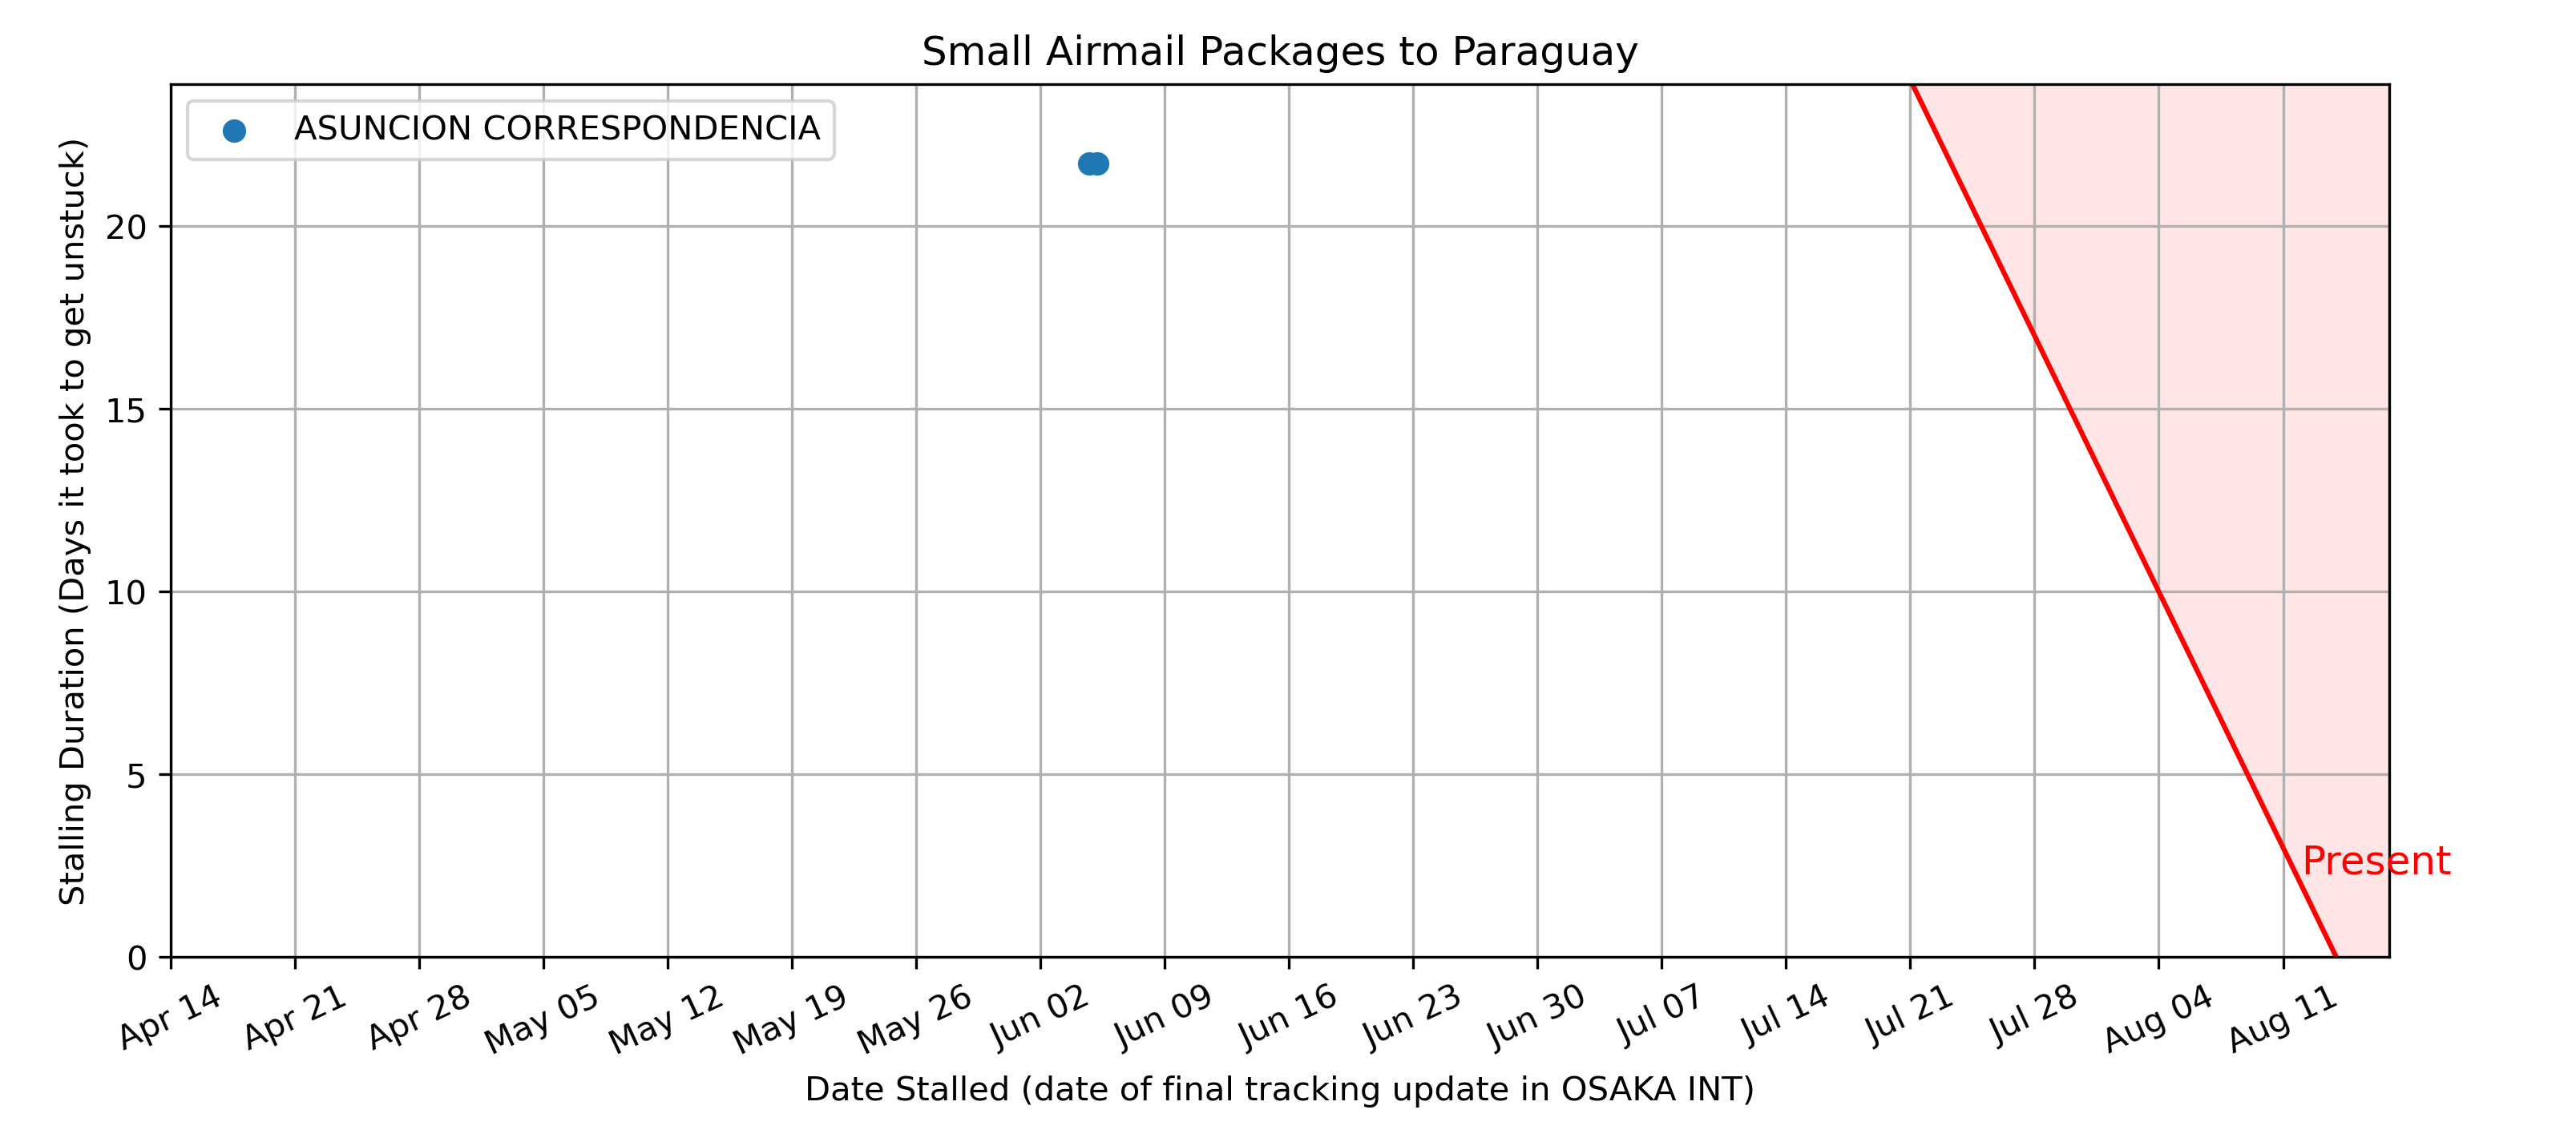 Small Airmail Packages to Paraguay
ASUNCION CORRESPONDENCIA
Stalling Duration (Days it took to get unstuck)
20
15
10
5
0
Present
Apr 14
Apr 21
Apr 28
May 05
May 12
May 19
May 26
Jun 02
Jun 09
Jun 16
Jun 23
Jun 30
Jul 07
Jul 14
Jul 21
Jul 28
Aug 04
Aug 11
Date Stalled (date of final tracking update in OSAKA INT)